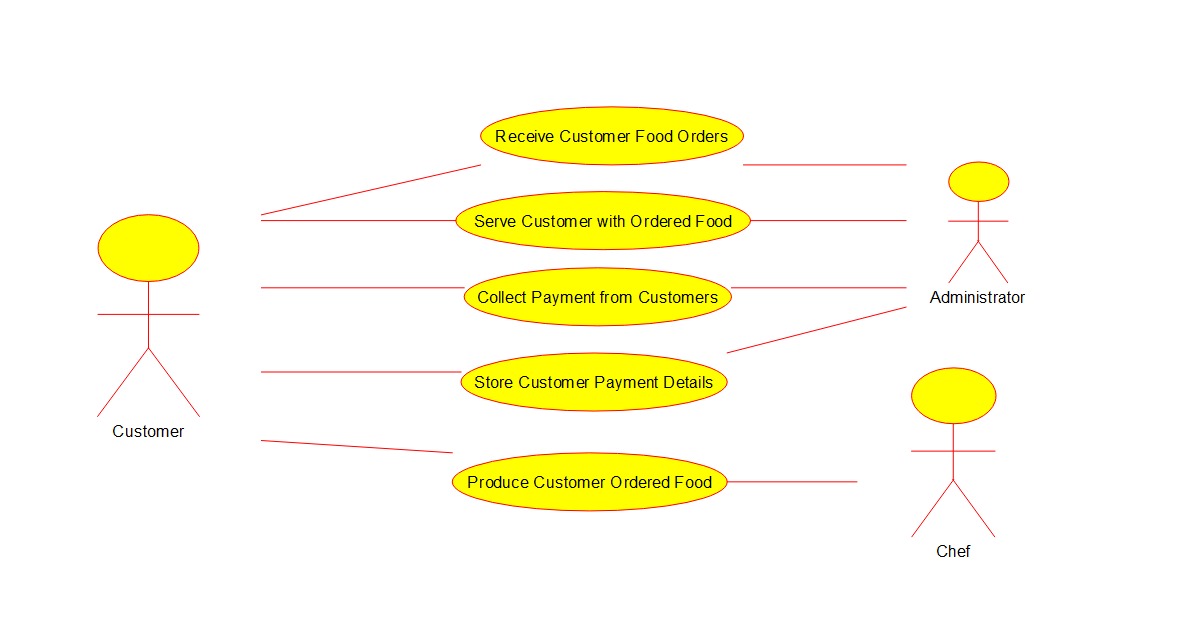 Receive Customer Food Orders
Serve Customer with Ordered Food
Collect Payment from Customers
Administrator
Store Customer Payment Details
Customer
Produce Customer Ordered Food
Chef